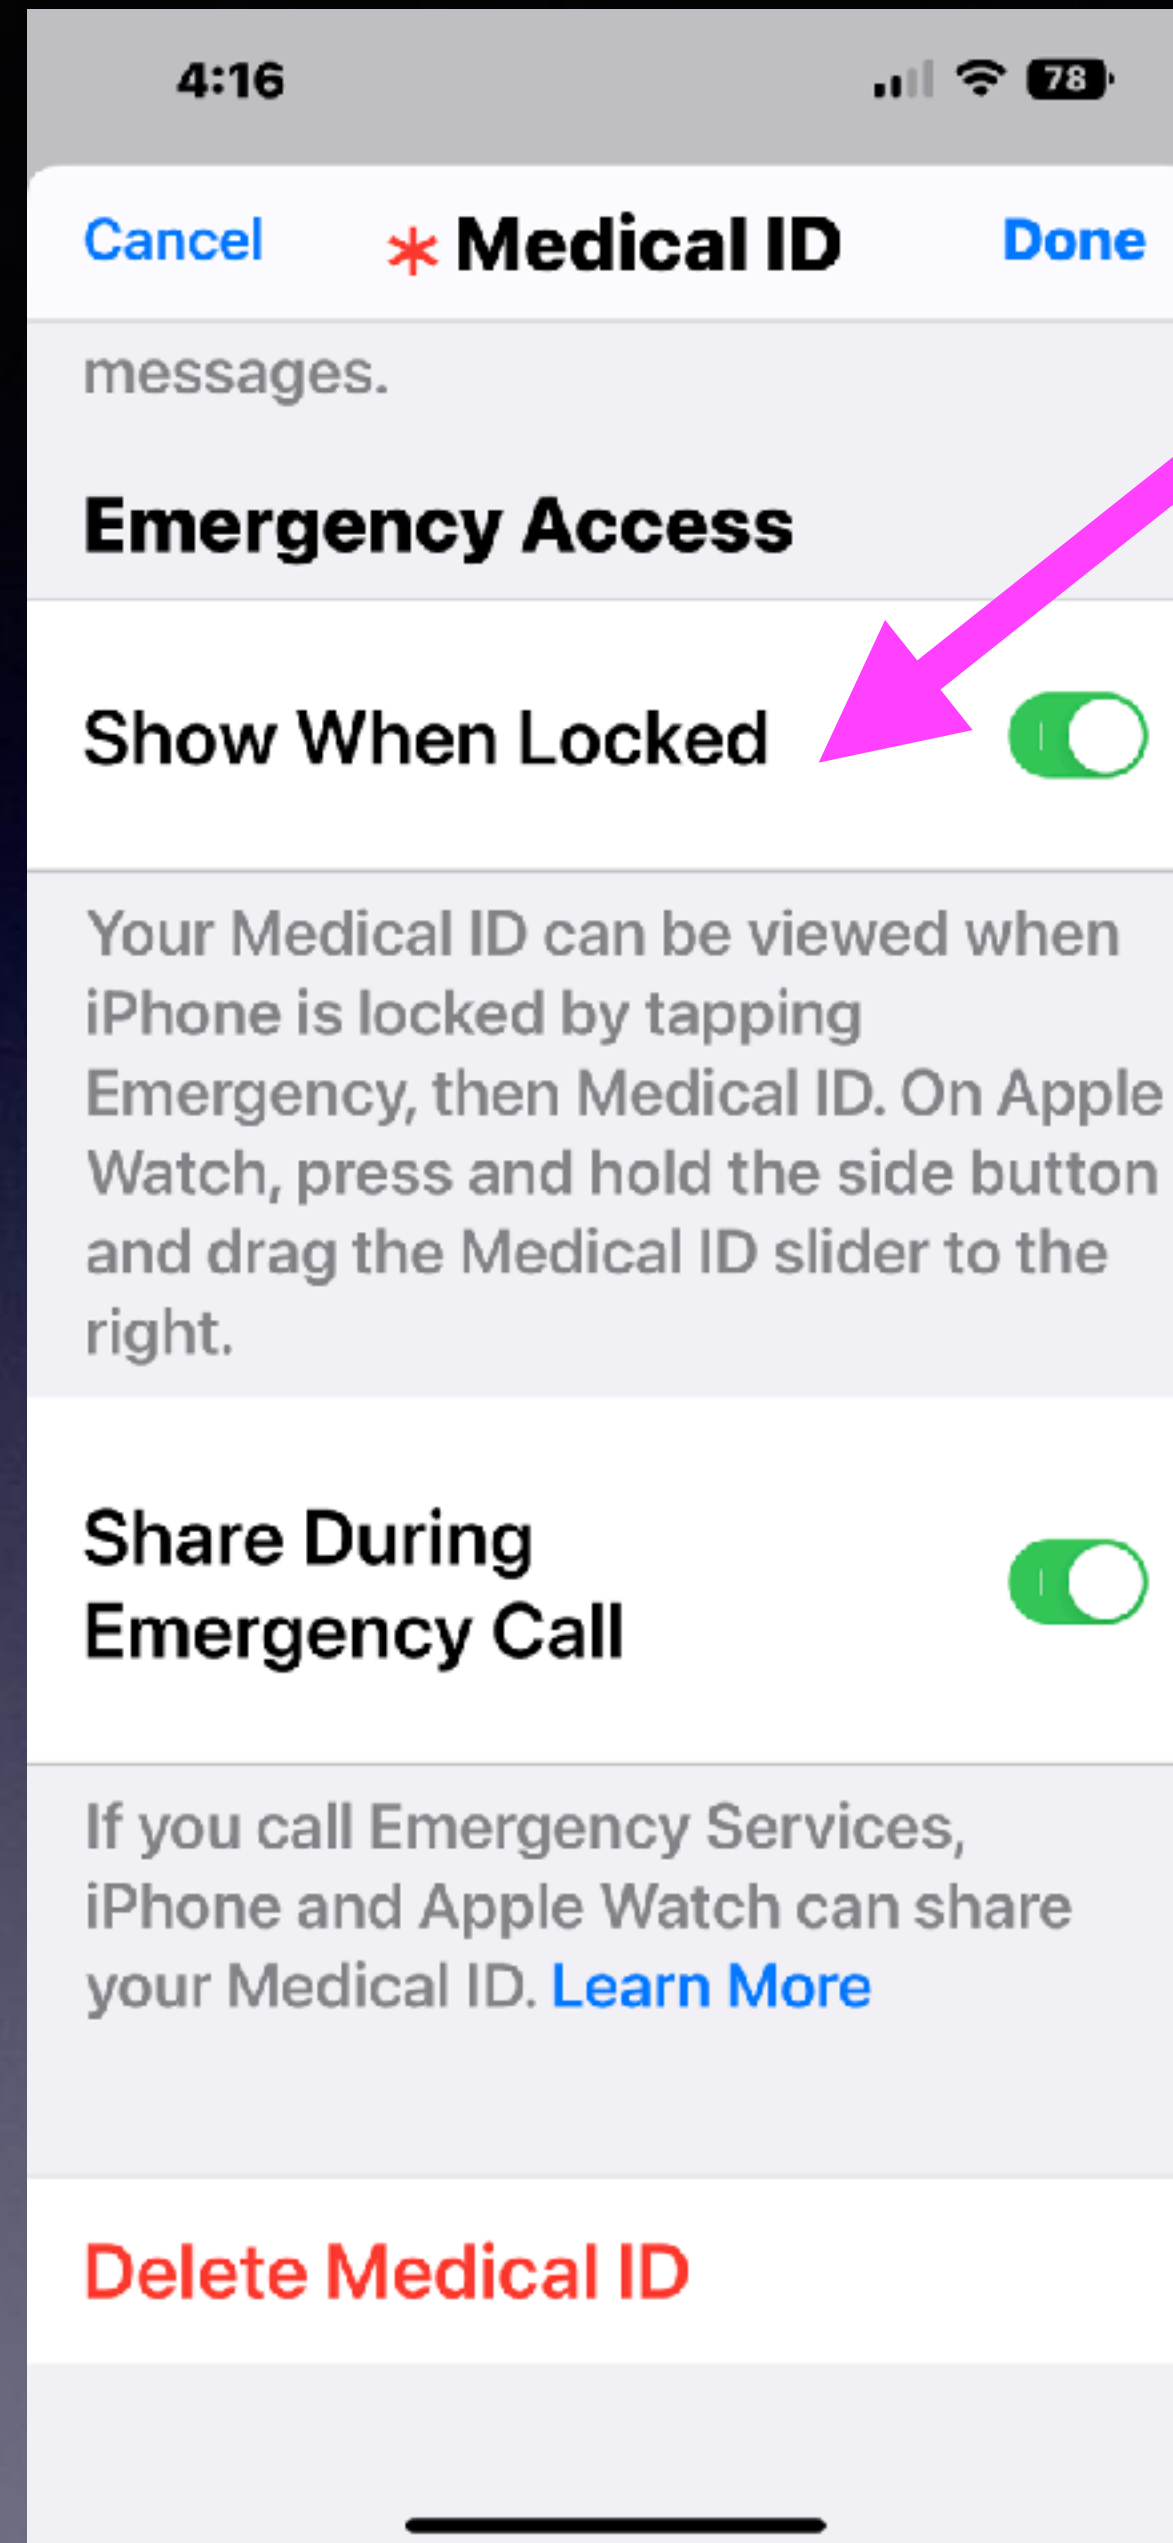 4:16
78
Cancel
* Medical ID
Done
messages.
Emergency Access
Show When Locked
Your Medical ID can be viewed when
iPhone is locked by tapping
Emergency, then Medical ID. On Apple
Watch, press and hold the side button
and drag the Medical ID slider to the
right.
Share During
Emergency Call
If you call Emergency Services,
iPhone and Apple Watch can share
your Medical ID. Learn More
Delete Medical ID